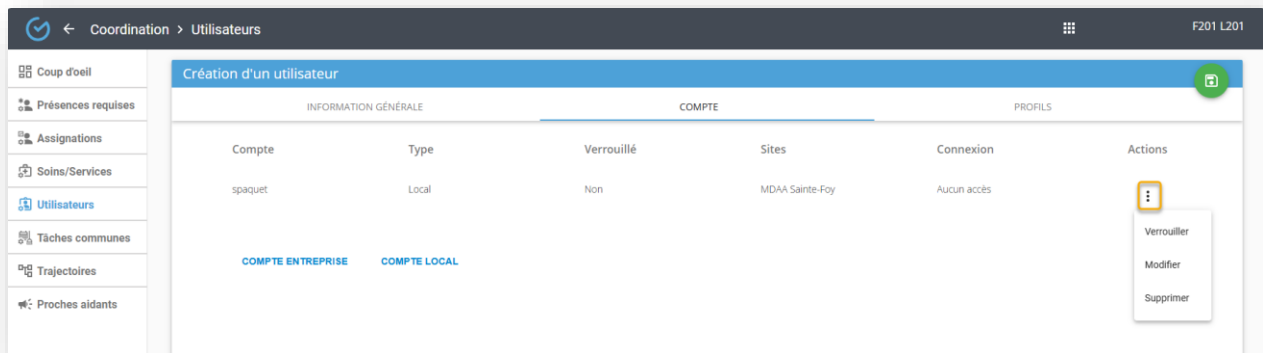 Coordination > Utilisateurs
F201 L201
Coup d'oeil
Présences requises
Assignations
Soins/Services
Utilisateurs
Tâches communes
Trajectoires
Proches aidants
Création d'un utilisateur
INFORMATION GÉNÉRALE COMPTE PROFILS
Compte Type Verrouillé Sites Connexion Actions
spaquet Local Non MDAA Sainte-Foy Aucun accès
Verrouiller
Modifier
Supprimer
COMPTE ENTREPRISE COMPTE LOCAL